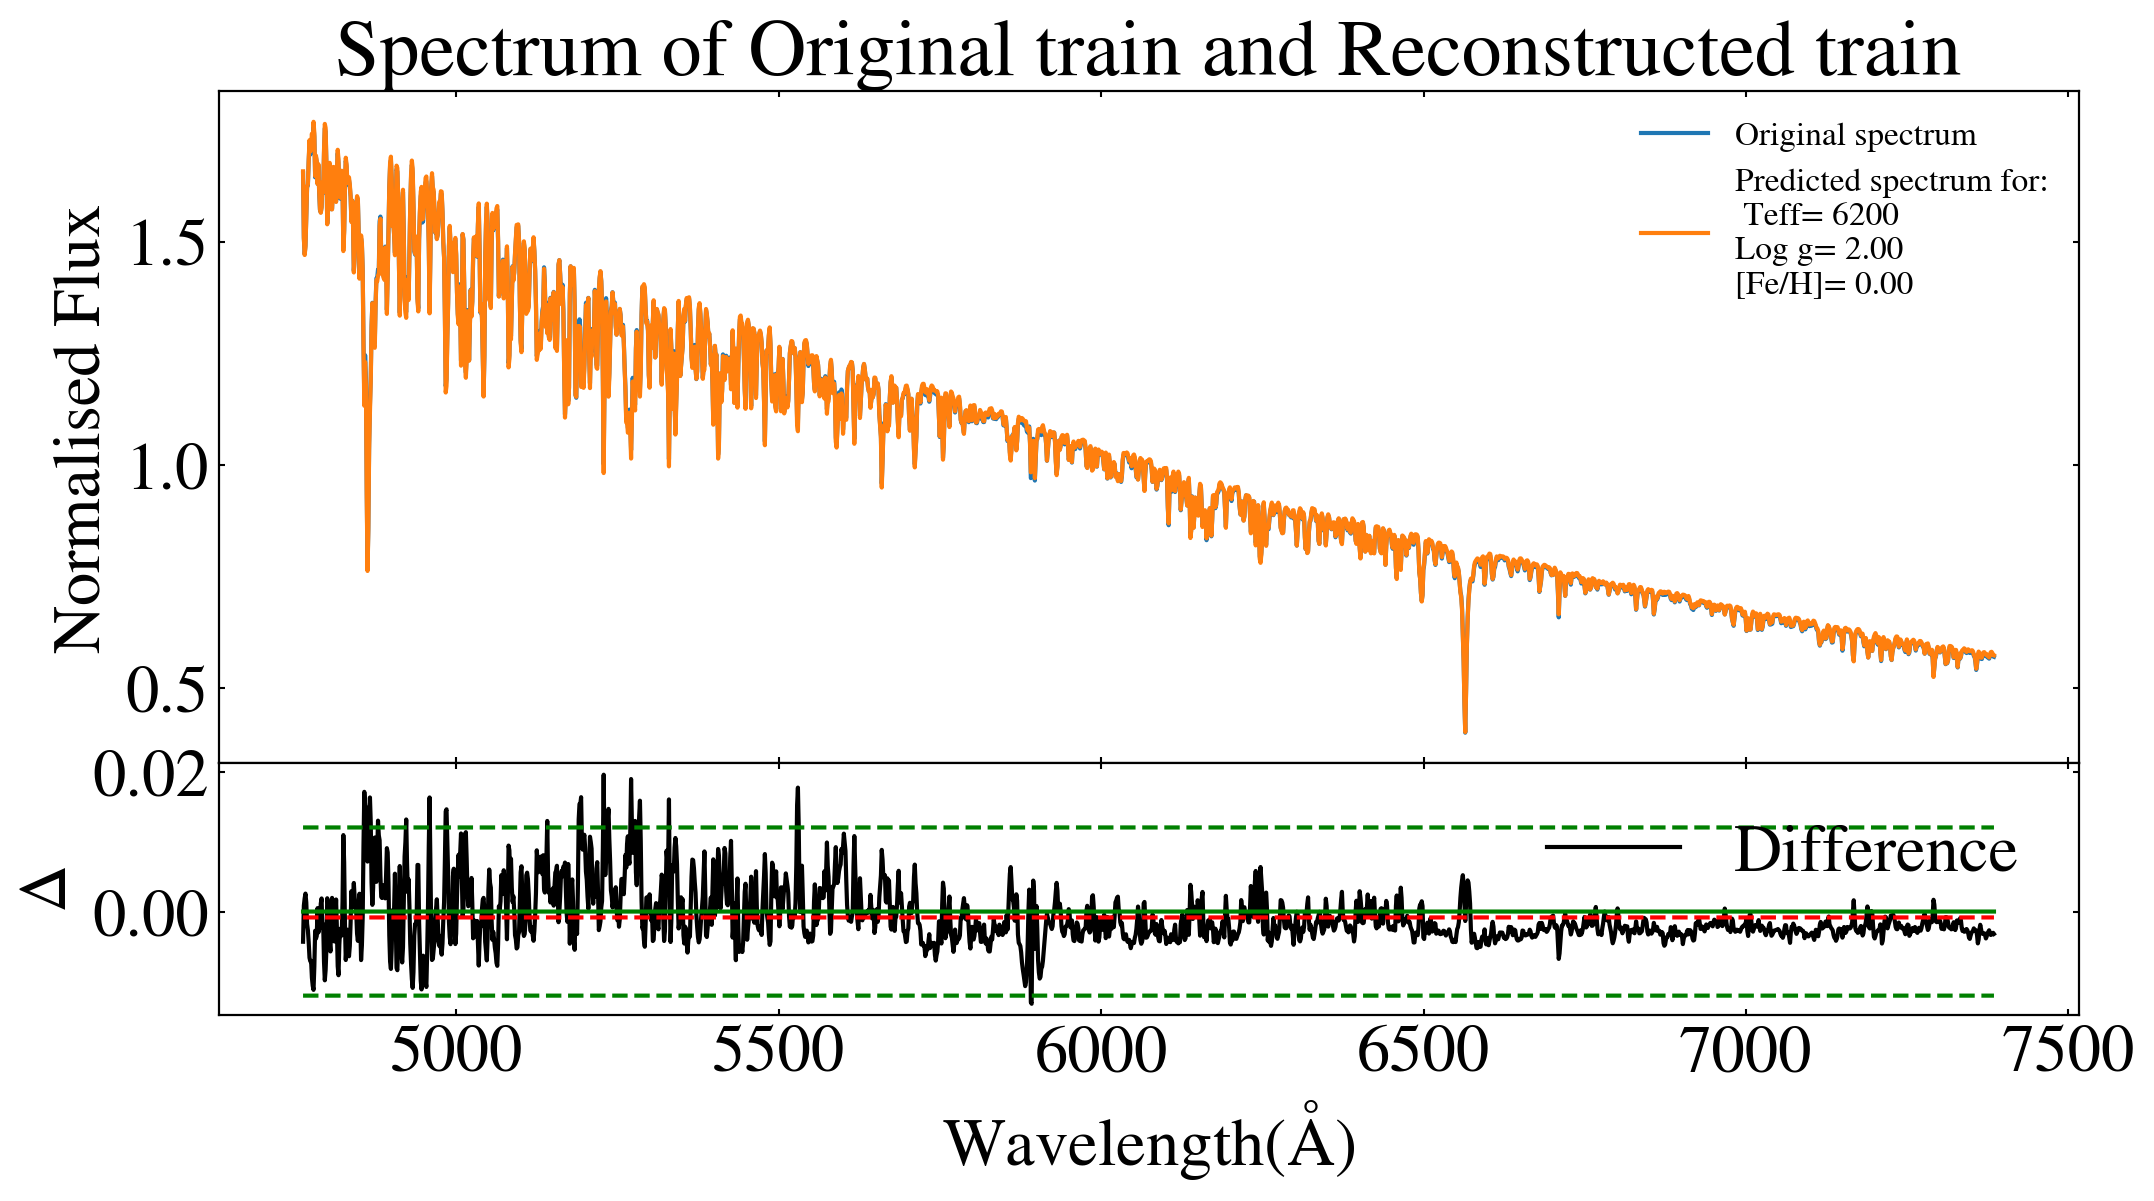 Spectrum of Original train and Reconstructed train
Normalised Flux
1.5
1.0
0.5
Original spectrum
Predicted spectrum for:
Teff= 6200
Log g= 2.00
[Fe/H]= 0.00
Δ
0.02
0.00
Difference
5000 5500 6000 6500 7000 7500
Wavelength(Å)